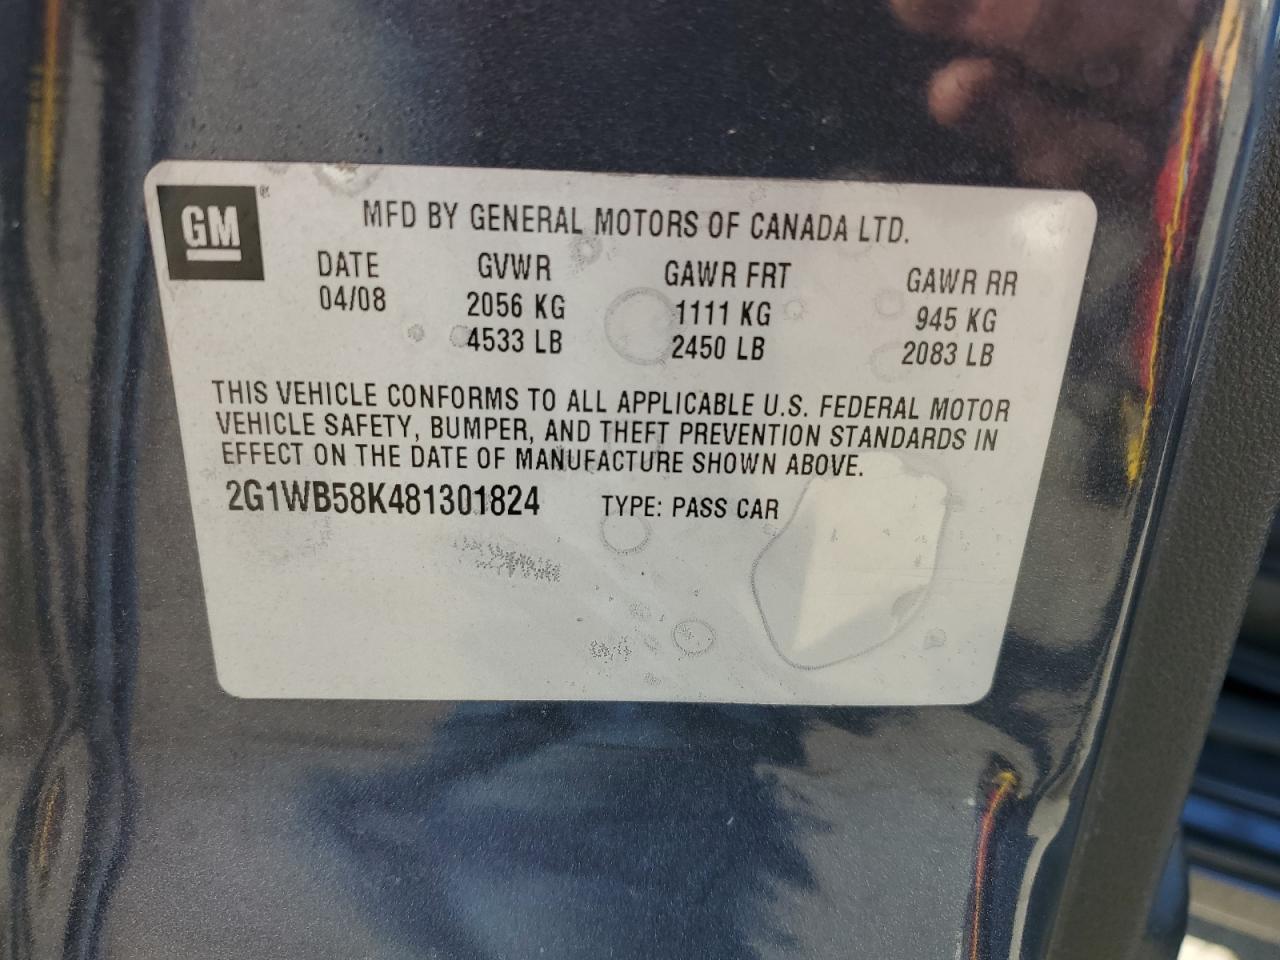 GM ®
MFD BY GENERAL MOTORS OF CANADA LTD.
DATE GVWR GAWR FRT GAWR RR
04/08 2056 KG 1111 KG 945 KG
4533 LB 2450 LB 2083 LB
THIS VEHICLE CONFORMS TO ALL APPLICABLE U.S. FEDERAL MOTOR
VEHICLE SAFETY, BUMPER, AND THEFT PREVENTION STANDARDS IN
EFFECT ON THE DATE OF MANUFACTURE SHOWN ABOVE.
2G1WB58K481301824 TYPE: PASS CAR